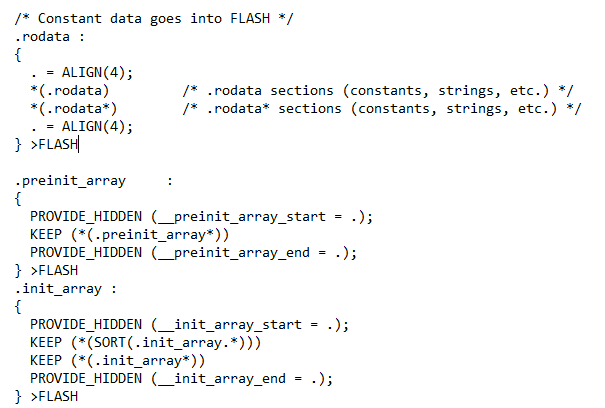 /* Constant data goes into FLASH */
.rodata :
{
  . = ALIGN(4);
  *(.rodata)         /* .rodata sections (constants, strings, etc.) */
  *(.rodata*)        /* .rodata* sections (constants, strings, etc.) */
  . = ALIGN(4);
} >FLASH

.preinit_array     :
{
  PROVIDE_HIDDEN (__preinit_array_start = .);
  KEEP (*(.preinit_array*))
  PROVIDE_HIDDEN (__preinit_array_end = .);
} >FLASH
.init_array :
{
  PROVIDE_HIDDEN (__init_array_start = .);
  KEEP (*(SORT(.init_array.*)))
  KEEP (*(.init_array*))
  PROVIDE_HIDDEN (__init_array_end = .);
} >FLASH